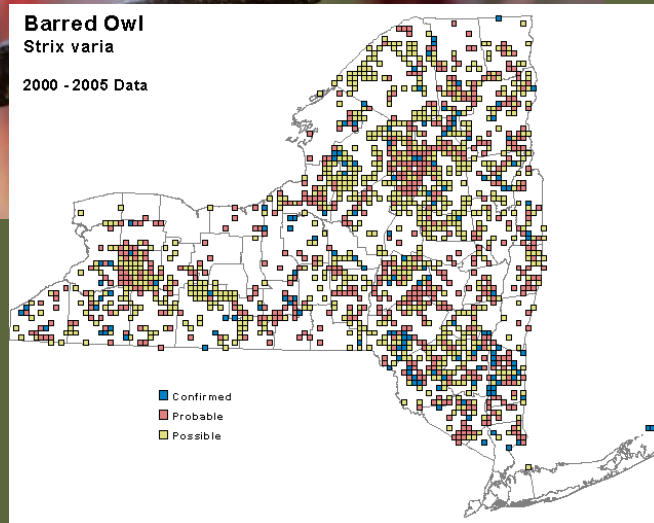 Barred Owl
Strix varia
2000 - 2005 Data
Confirmed
Probable
Possible